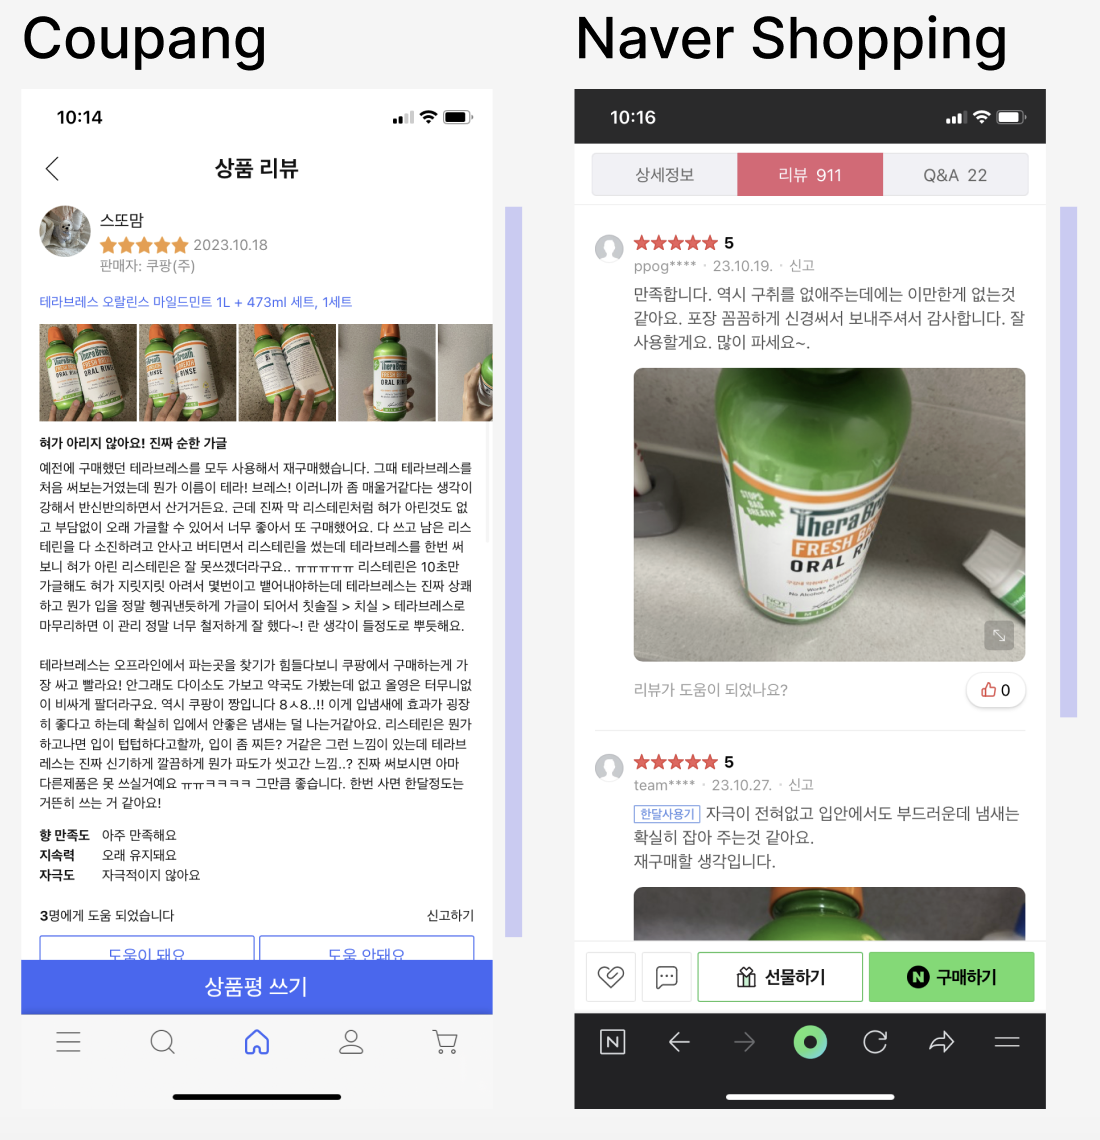 Coupang
10:14
상품 리뷰
스또맘
2023.10.18
판매자: 쿠팡(주)
테라브레스 오랄린스 마일드민트 1L + 473ml 세트, 1세트
혀가 아리지 않아요! 진짜 순한 가글
예전에 구매했던 테라브레스를 모두 사용해서 재구매했습니다. 그때 테라브레스를
처음 써보는거였는데 뭔가 이름이 테라! 브레스! 이러니까 좀 매울거같다는 생각이
강해서 반신반의하면서 산거거든요. 근데 진짜 막 리스테린처럼 혀가 아린것도 없
고 부담없이 오래 가글할 수 있어서 너무 좋아서 또 구매했어요. 다 쓰고 남은 리스
테린을 다 소진하려고 안사고 버티면서 리스테린을 썼는데 테라브레스를 한번 써
보니 혀가 아린 리스테린은 잘 못쓰겠더라구요.. ㅠㅠㅠㅠㅠ 리스테린은 10초만
가글해도 혀가 지릿지릿 아려서 몇번이고 뱉어내야하는데 테라브레스는 진짜 상쾌
하고 뭔가 입을 정말 헹궈낸듯하게 가글이 되어서 칫솔질 > 치실 > 테라브레스로
마무리하면 이 관리 정말 너무 철저하게 잘 했다~! 란 생각이 들정도로 뿌듯해요.
테라브레스는 오프라인에서 파는곳을 찾기가 힘들다보니 쿠팡에서 구매하는게 가
장 싸고 빨라요! 안그래도 다이소도 가보고 약국도 가봤는데 없고 올영은 터무니없
이 비싸게 팔더라구요. 역시 쿠팡이 짱입니다 8ㅅ8..!! 이게 입냄새에 효과가 굉장
히 좋다고 하는데 확실히 입에서 안좋은 냄새는 덜 나는거같아요. 리스테린은 뭔가
하고나면 입이 텁텁하다고할까, 입이 좀 찌든? 거같은 그런 느낌이 있는데 테라브
레스는 진짜 신기하게 깔끔하게 뭔가 파도가 씻고간 느낌..? 진짜 써보시면 아마
다른제품은 못 쓰실거예요 ㅠㅠㅋㅋㅋㅋ 그만큼 좋습니다. 한번 사면 한달정도는
거뜬히 쓰는 거 같아요!
향 만족도 아주 만족해요
지속력 오래 유지돼요
자극도 자극적이지 않아요
3명에게 도움 되었습니다 신고하기
도움이 돼요 도움 안돼요
상품평 쓰기
Naver Shopping
10:16
상세정보 리뷰 911 Q&A 22
5
ppog**** · 23.10.19. · 신고
만족합니다. 역시 구취를 없애주는데에는 이만한게 없는것
같아요. 포장 꼼꼼하게 신경써서 보내주셔서 감사합니다. 잘
사용할게요. 많이 파세요~.
STOPS BAD BREATH
TheraBreath
FRESH BREATH
ORAL RINSE
리뷰가 도움이 되었나요?
0
5
team**** · 23.10.27. · 신고
한달사용기 자극이 전혀없고 입안에서도 부드러운데 냄새는
확실히 잡아 주는것 같아요.
재구매할 생각입니다.
선물하기
N 구매하기
N